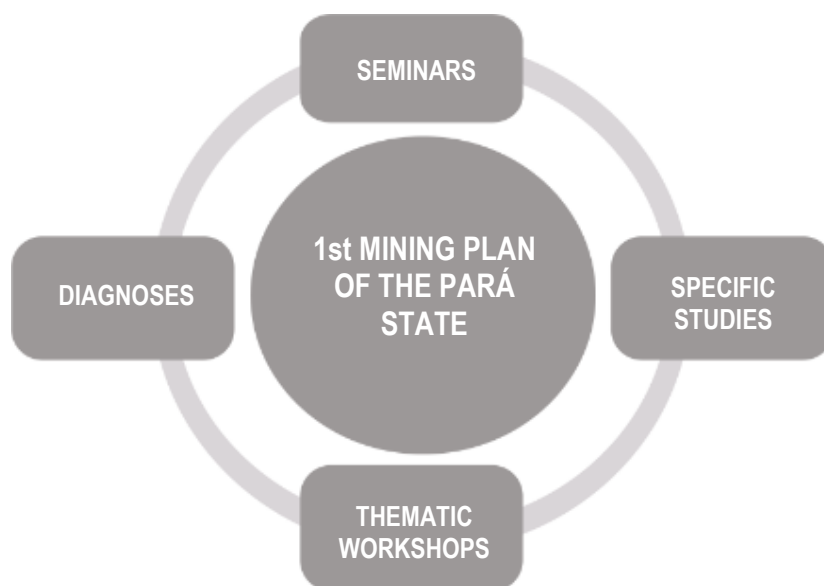 SEMINARS
1st MINING PLAN
OF THE PARÁ
STATE
DIAGNOSES
SPECIFIC
STUDIES
THEMATIC
WORKSHOPS